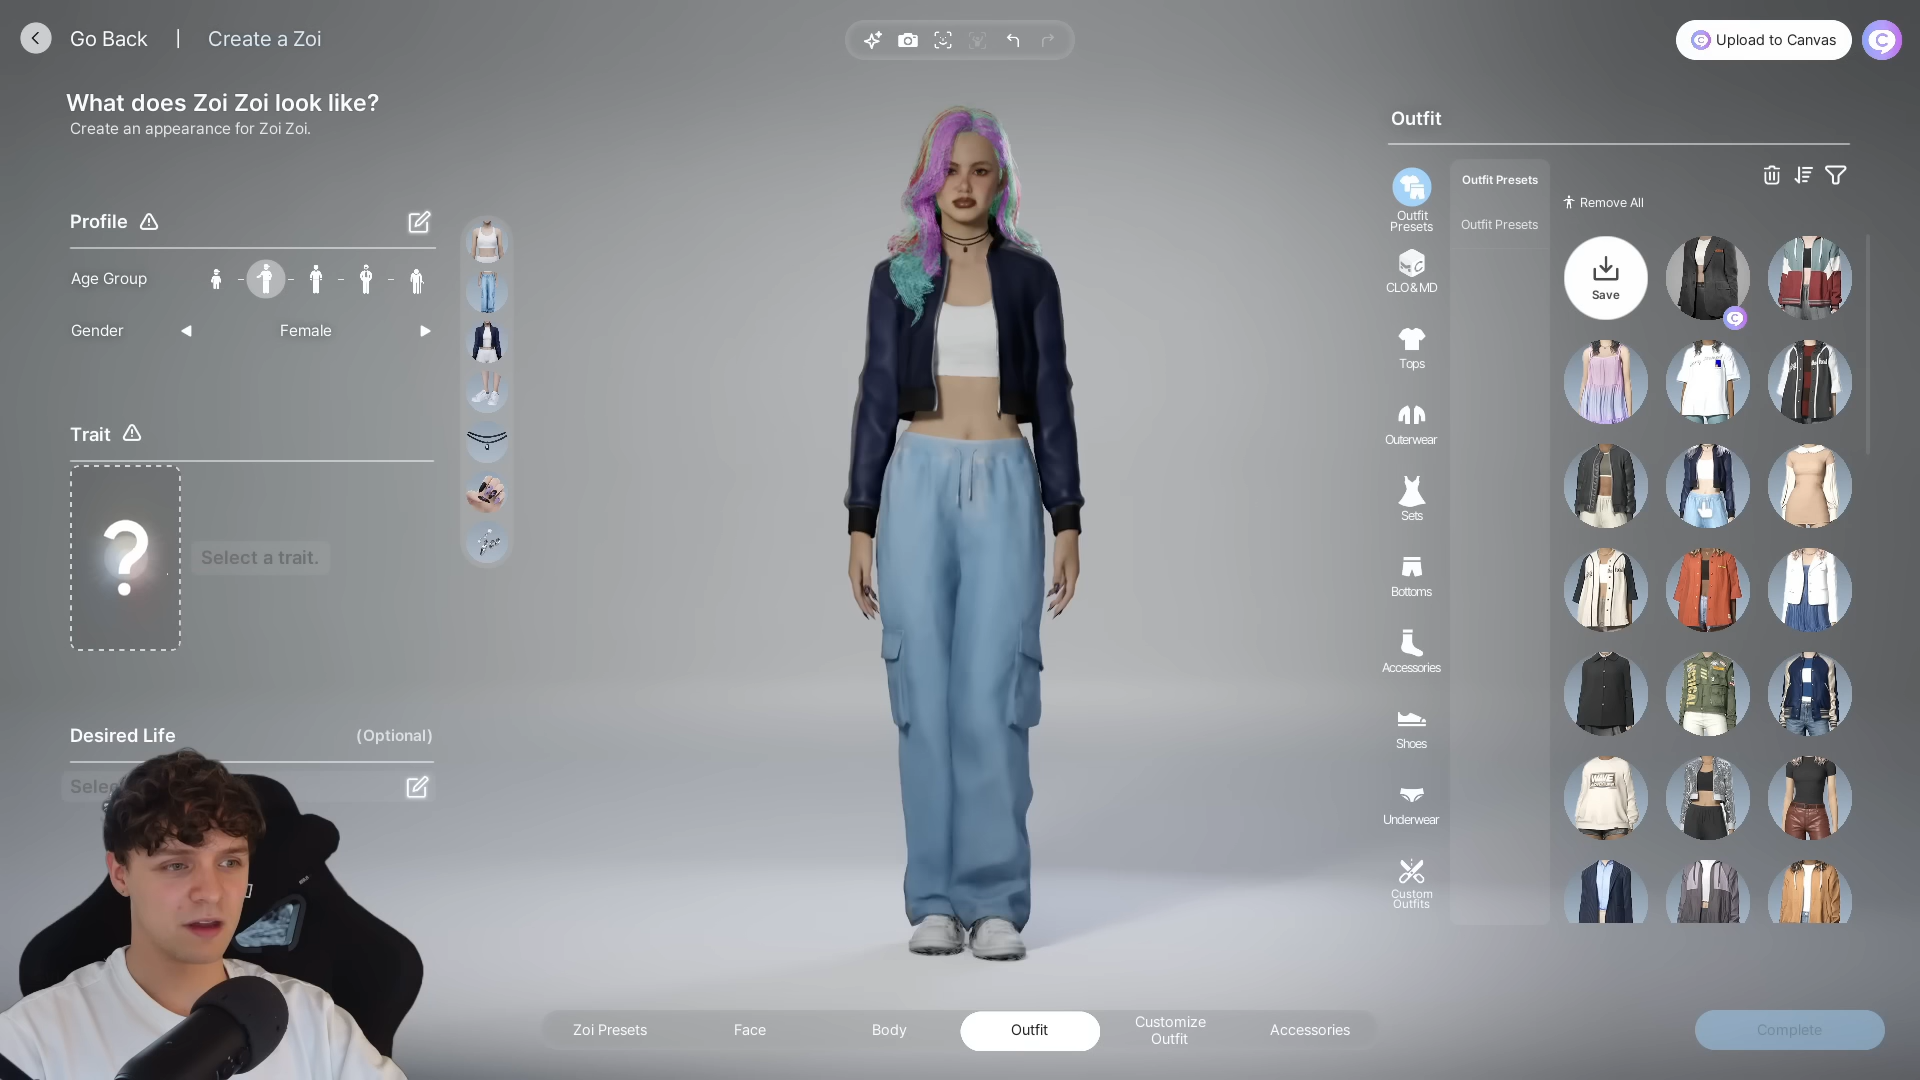 Go Back | Create a Zoi
Upload to Canvas
What does Zoi Zoi look like?
Create an appearance for Zoi Zoi.
Profile
Age Group
Gender
Female
Trait
Select a trait.
Desired Life
(Optional)
Outfit
Outfit Presets
CLO&MD
Tops
Outerwear
Sets
Bottoms
Accessories
Shoes
Underwear
Custom Outfits
Outfit Presets
Outfit Presets
Remove All
Save
Zoi Presets
Face
Body
Outfit
Customize Outfit
Accessories
Complete